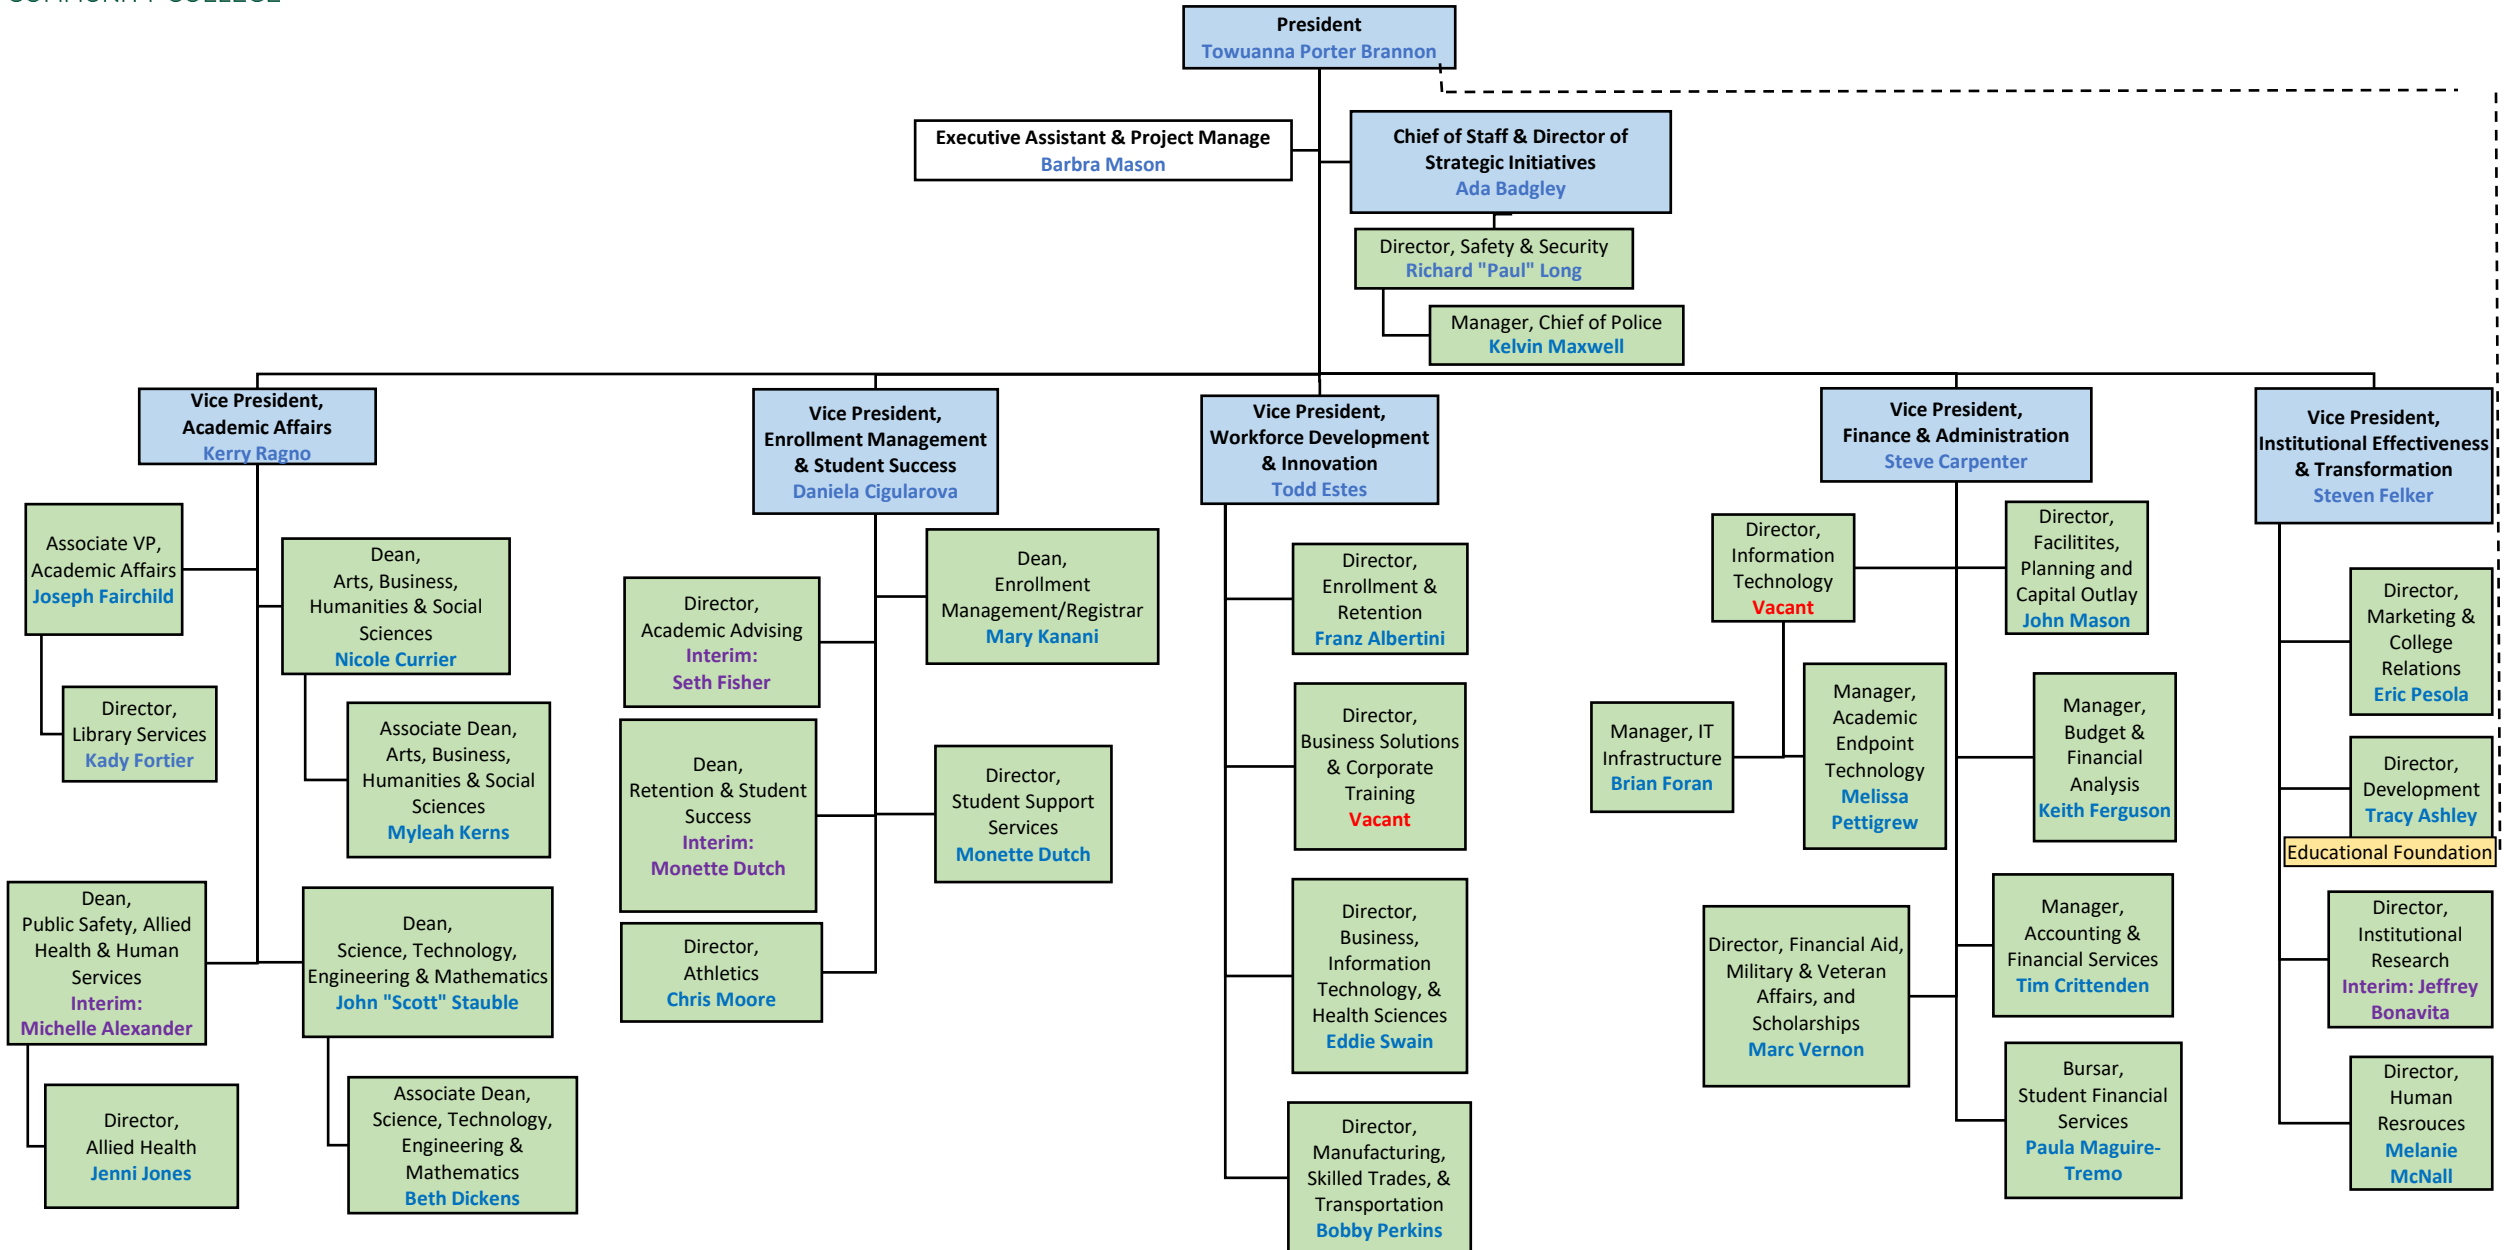 COMMUNITY COLLEGE
President
Towuanna Porter Brannon
Executive Assistant & Project Manage
Barbra Mason
Chief of Staff & Director of
Strategic Initiatives
Ada Badgley
Director, Safety & Security
Richard "Paul" Long
Manager, Chief of Police
Kelvin Maxwell
Vice President,
Academic Affairs
Kerry Ragno
Associate VP,
Academic Affairs
Joseph Fairchild
Director,
Library Services
Kady Fortier
Dean,
Arts, Business,
Humanities & Social
Sciences
Nicole Currier
Associate Dean,
Arts, Business,
Humanities & Social
Sciences
Myleah Kerns
Dean,
Public Safety, Allied
Health & Human
Services
Interim:
Michelle Alexander
Director,
Allied Health
Jenni Jones
Dean,
Science, Technology,
Engineering & Mathematics
John "Scott" Stauble
Associate Dean,
Science, Technology,
Engineering &
Mathematics
Beth Dickens
Vice President,
Enrollment Management
& Student Success
Daniela Cigularova
Director,
Academic Advising
Interim:
Seth Fisher
Dean,
Enrollment
Management/Registrar
Mary Kanani
Dean,
Retention & Student
Success
Interim:
Monette Dutch
Director,
Student Support
Services
Monette Dutch
Director,
Athletics
Chris Moore
Vice President,
Workforce Development
& Innovation
Todd Estes
Director,
Enrollment &
Retention
Franz Albertini
Director,
Business Solutions
& Corporate
Training
Vacant
Director,
Business,
Information
Technology, &
Health Sciences
Eddie Swain
Director,
Manufacturing,
Skilled Trades, &
Transportation
Bobby Perkins
Vice President,
Finance & Administration
Steve Carpenter
Director,
Information
Technology
Vacant
Manager, IT
Infrastructure
Brian Foran
Manager,
Academic
Endpoint
Technology
Melissa
Pettigrew
Director,
Facilitites,
Planning and
Capital Outlay
John Mason
Manager,
Budget &
Financial
Analysis
Keith Ferguson
Director, Financial Aid,
Military & Veteran
Affairs, and
Scholarships
Marc Vernon
Manager,
Accounting &
Financial Services
Tim Crittenden
Bursar,
Student Financial
Services
Paula Maguire-
Tremo
Vice President,
Institutional Effectiveness
& Transformation
Steven Felker
Director,
Marketing &
College
Relations
Eric Pesola
Director,
Development
Tracy Ashley
Educational Foundation
Director,
Institutional
Research
Interim: Jeffrey
Bonavita
Director,
Human
Resrouces
Melanie
McNall